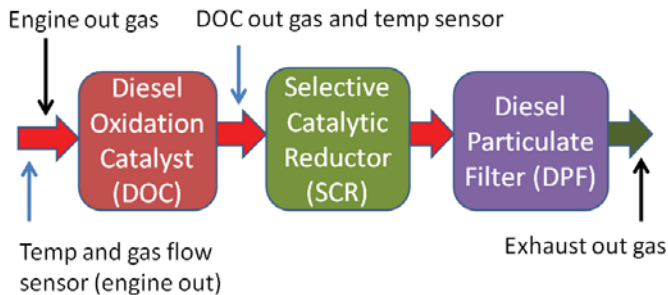 Engine out gas
DOC out gas and temp sensor
Diesel
Oxidation
Catalyst
(DOC)
Selective
Catalytic
Reductor
(SCR)
Diesel
Particulate
Filter (DPF)
Temp and gas flow
sensor (engine out)
Exhaust out gas